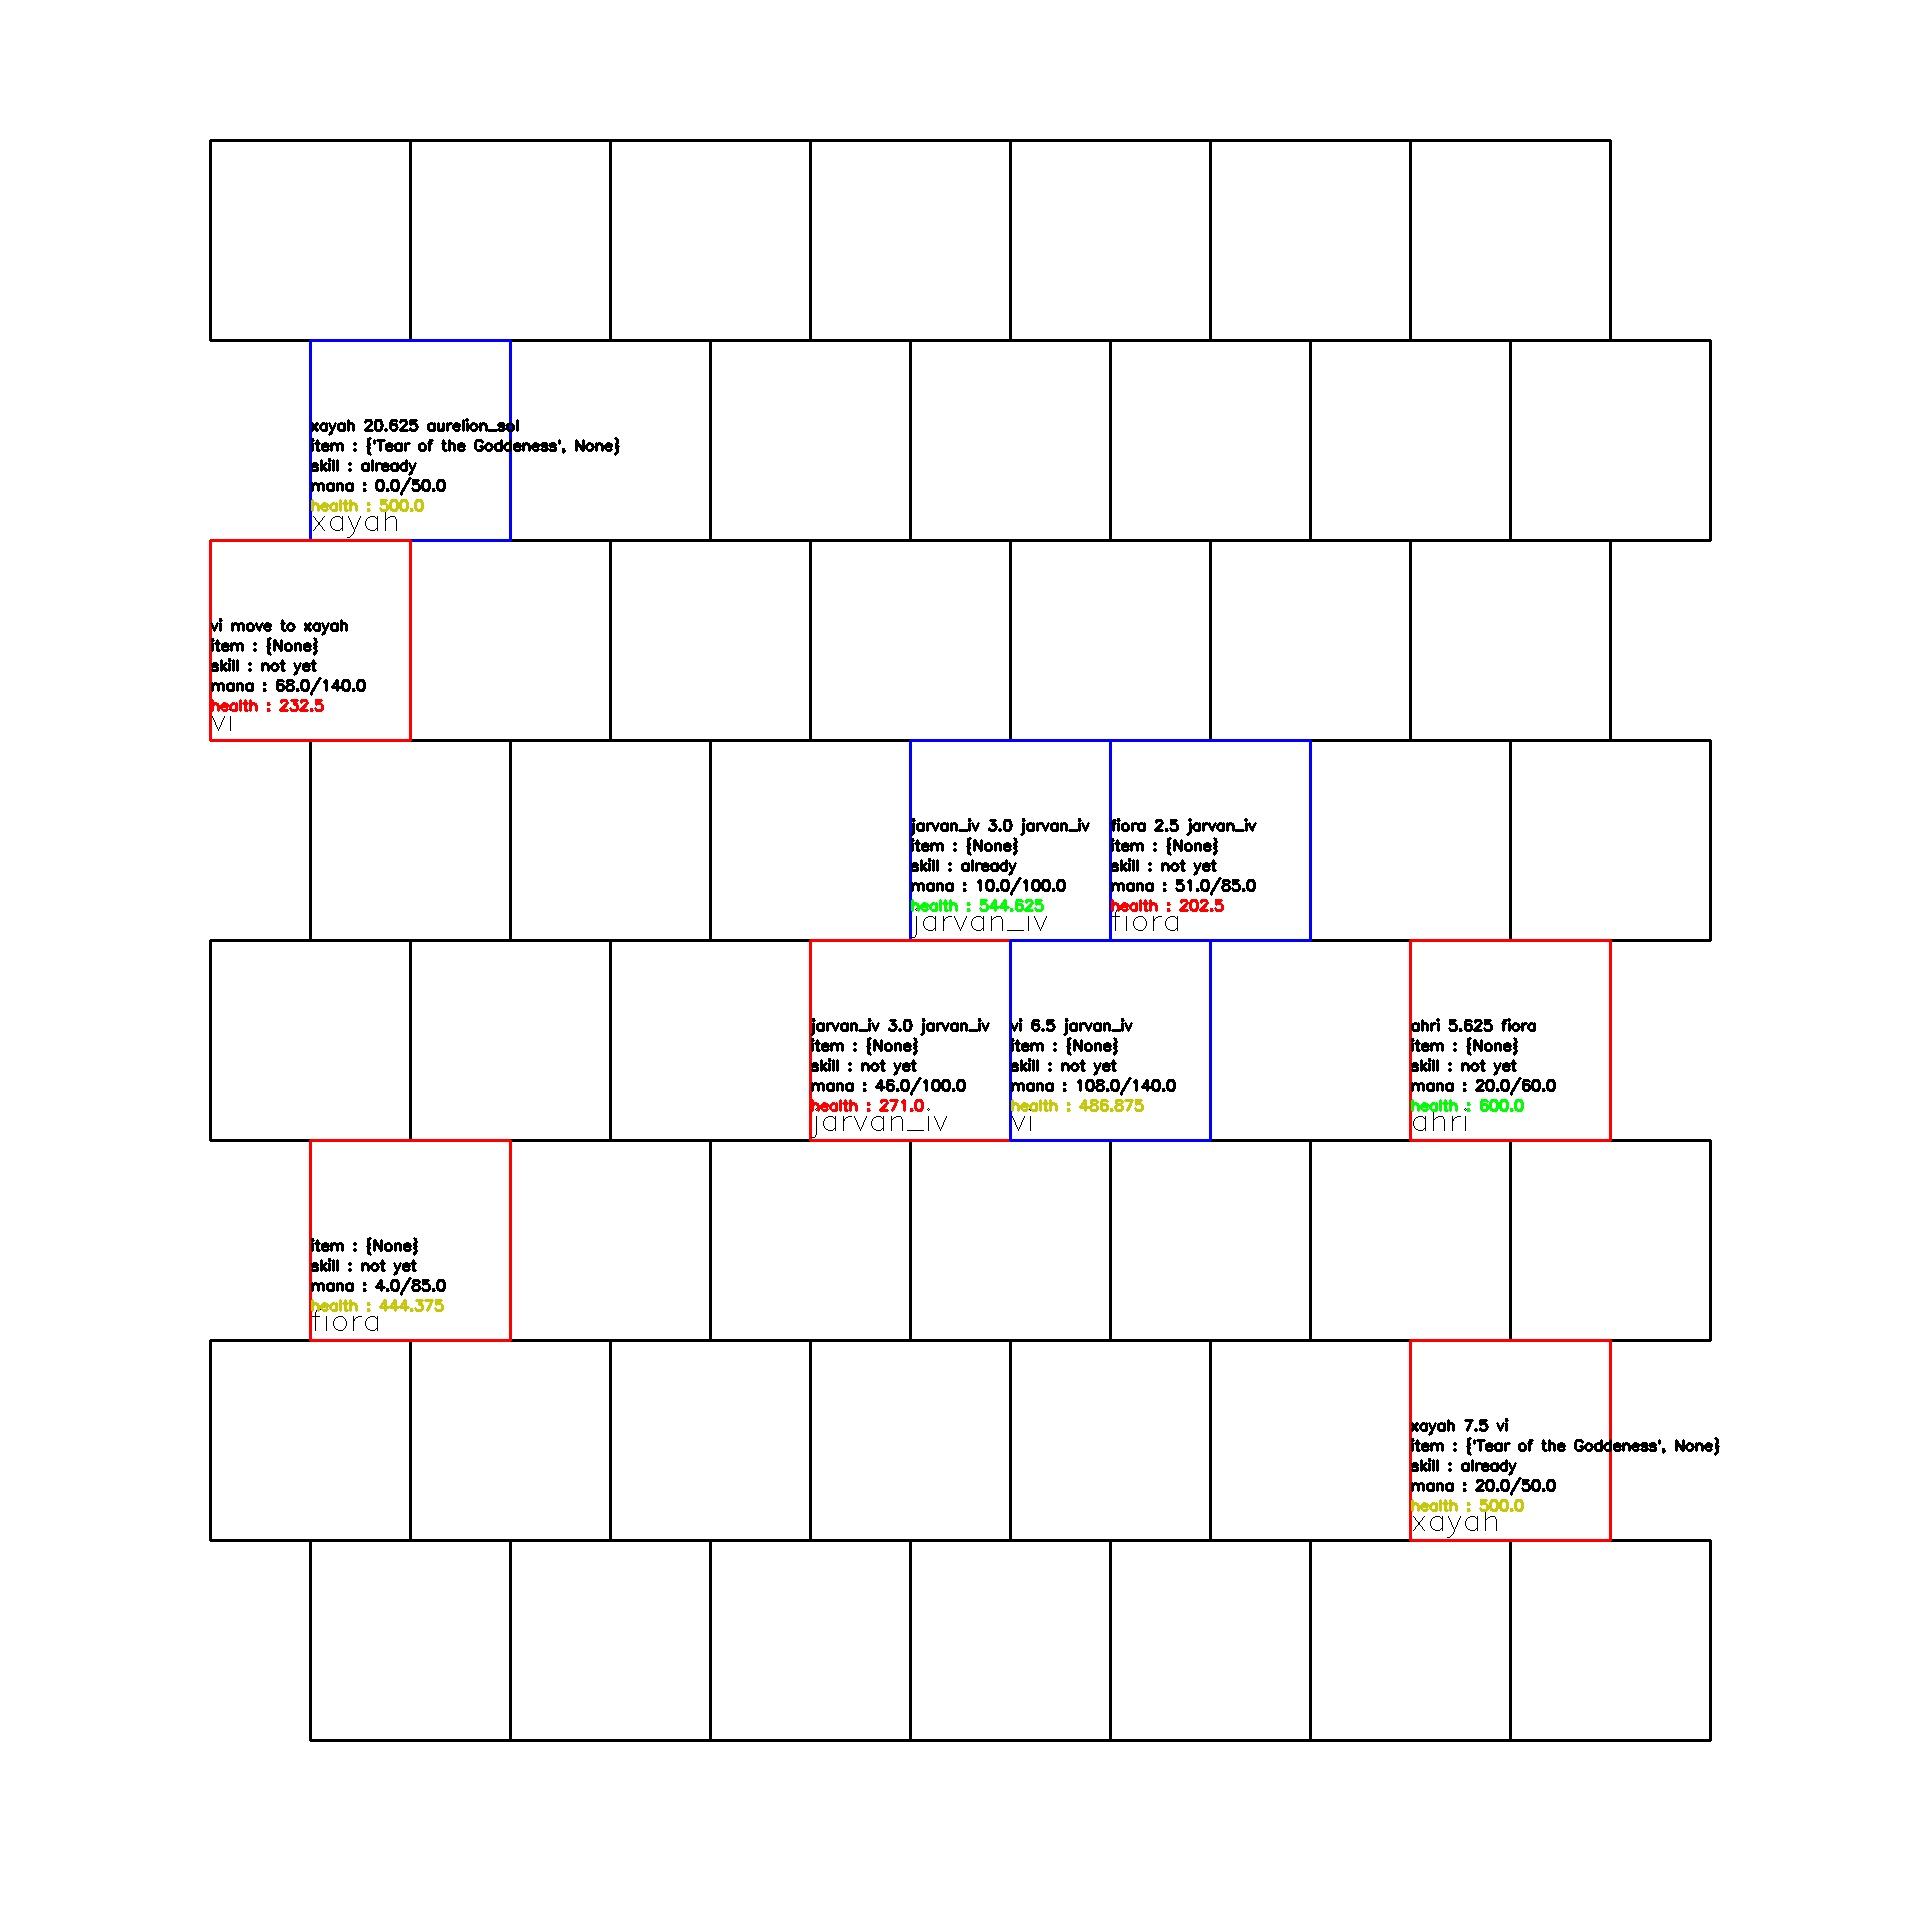 xayah 20.625 aurelion_sol
item : {'Tear of the Goddeness', None}
skill : already
mana : 0.0/50.0
health : 500.0
xayah
vi move to xayah
item : {None}
skill : not yet
mana : 68.0/140.0
health : 232.5
vi
jarvan_iv 3.0 jarvan_iv
item : {None}
skill : already
mana : 10.0/100.0
health : 544.625
jarvan_iv
fiora 2.5 jarvan_iv
item : {None}
skill : not yet
mana : 51.0/85.0
health : 202.5
fiora
jarvan_iv 3.0 jarvan_iv
item : {None}
skill : not yet
mana : 46.0/100.0
health : 271.0
jarvan_iv
vi 6.5 jarvan_iv
item : {None}
skill : not yet
mana : 108.0/140.0
health : 486.875
vi
ahri 5.625 fiora
item : {None}
skill : not yet
mana : 20.0/60.0
health : 600.0
ahri
item : {None}
skill : not yet
mana : 4.0/85.0
health : 444.375
fiora
xayah 7.5 vi
item : {'Tear of the Goddeness', None}
skill : already
mana : 20.0/50.0
health : 500.0
xayah